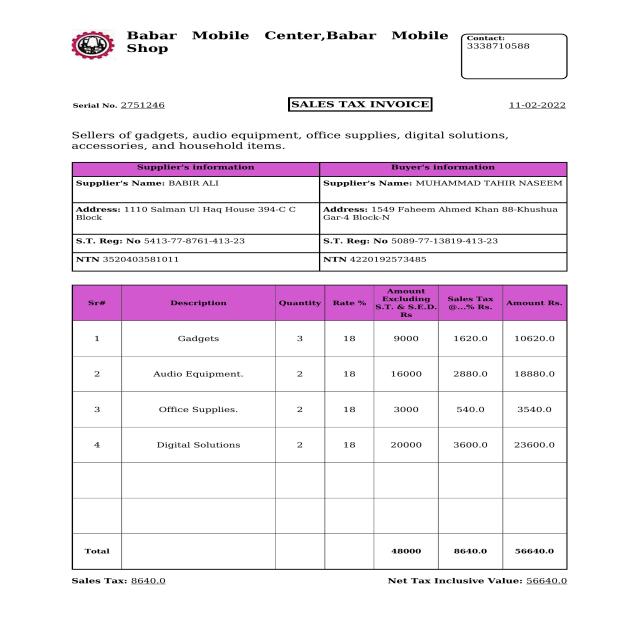 Babar Mobile Center,Babar Mobile
Shop
Contact:
3338710588
Serial No. 2751246
SALES TAX INVOICE
11-02-2022
Sellers of gadgets, audio equipment, office supplies, digital solutions,
accessories, and household items.
Supplier's information Buyer's information
Supplier's Name: BABIR ALI Supplier's Name: MUHAMMAD TAHIR NASEEM
Address: 1110 Salman Ul Haq House 394-C C
Block
Address: 1549 Faheem Ahmed Khan 88-Khushua
Gar-4 Block-N
S.T. Reg: No 5413-77-8761-413-23 S.T. Reg: No 5089-77-13819-413-23
NTN 3520403581011 NTN 4220192573485
Sr# Description Quantity Rate % Amount Excluding S.T. & S.E.D. Rs Sales Tax @...% Rs. Amount Rs.
1 Gadgets 3 18 9000 1620.0 10620.0
2 Audio Equipment. 2 18 16000 2880.0 18880.0
3 Office Supplies. 2 18 3000 540.0 3540.0
4 Digital Solutions 2 18 20000 3600.0 23600.0
Total 48000 8640.0 56640.0
Sales Tax: 8640.0 Net Tax Inclusive Value: 56640.0